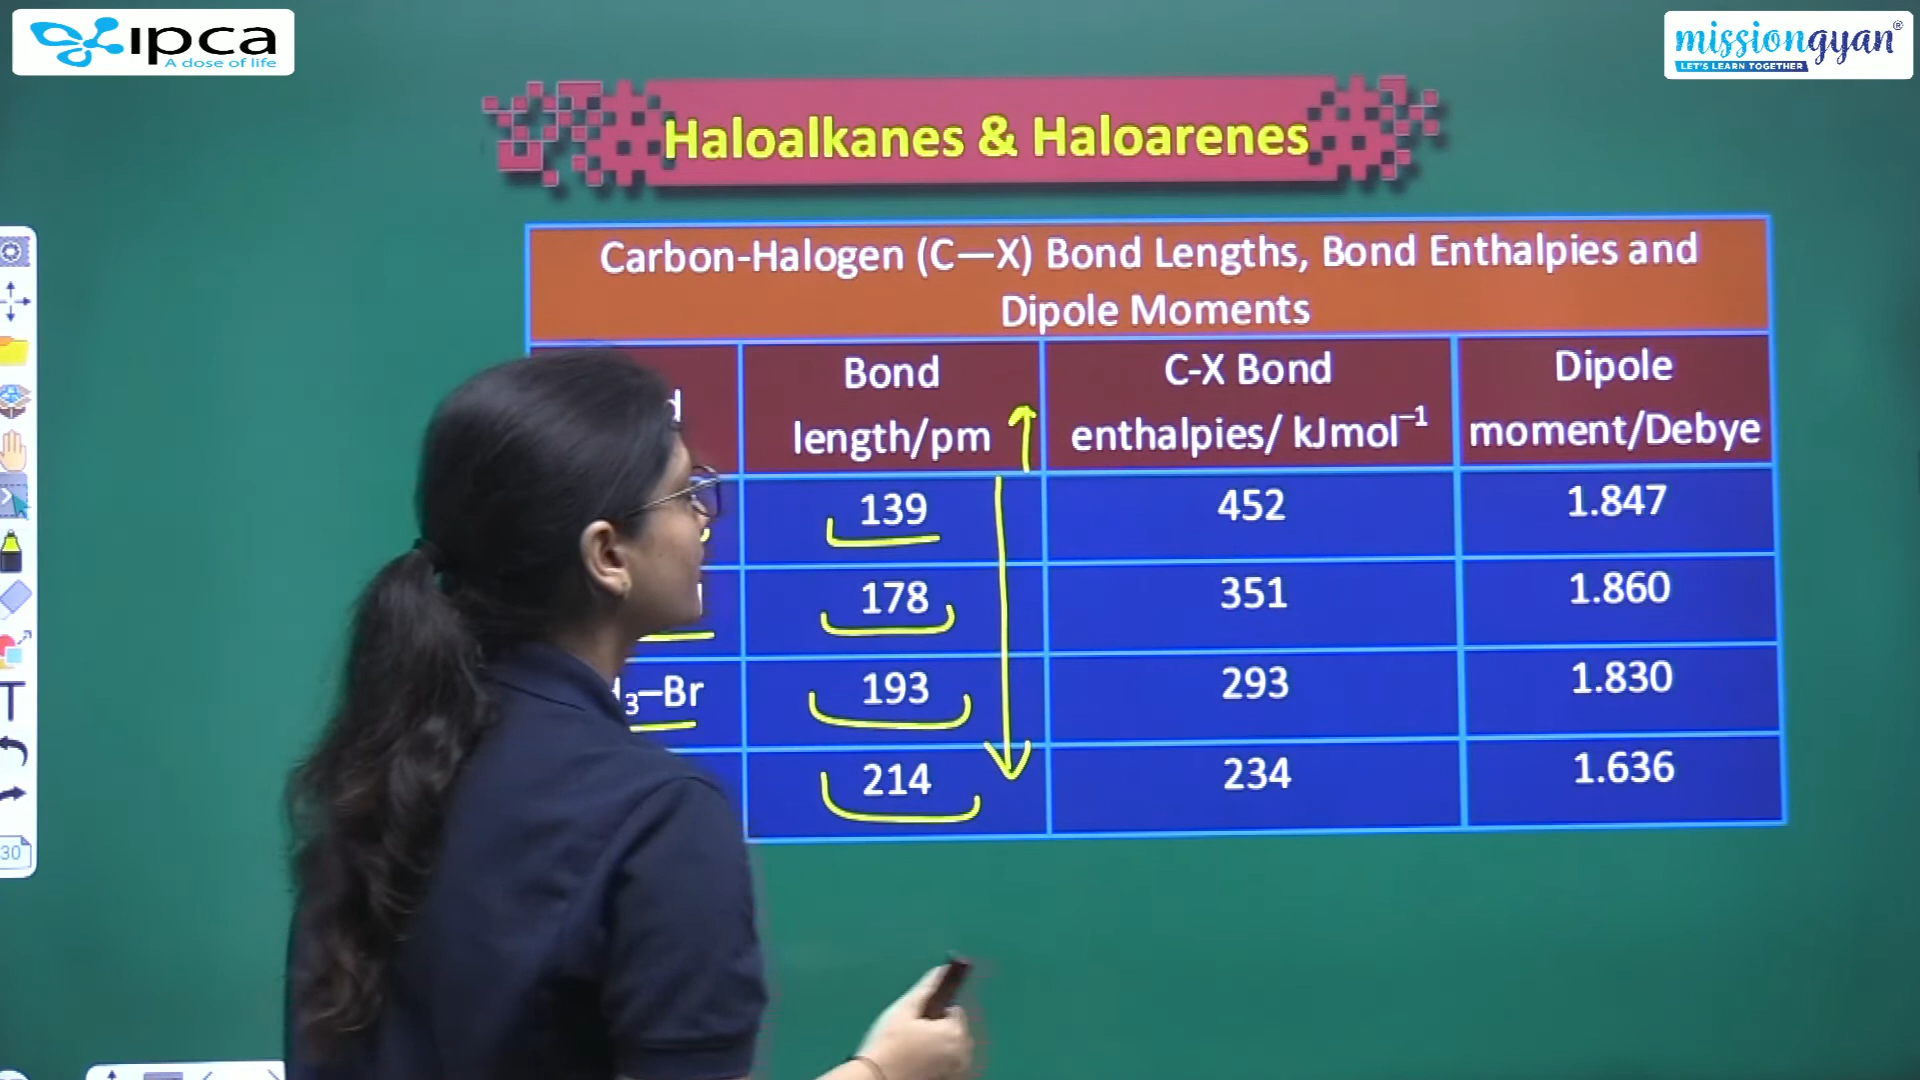 ipca
A dose of life
missiongyan®
LET'S LEARN TOGETHER
Haloalkanes & Haloarenes
Carbon-Halogen (C—X) Bond Lengths, Bond Enthalpies and
Dipole Moments
Bond
length/pm
C-X Bond
enthalpies/ kJmol⁻¹
Dipole
moment/Debye
139 452 1.847
178 351 1.860
₃–Br 193 293 1.830
214 234 1.636
30